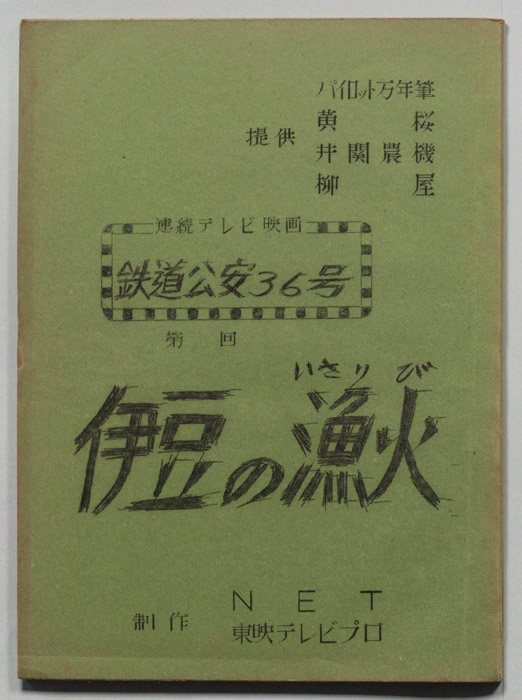 パイロット万年筆
黄桜
提供
井関農機
柳屋
連続テレビ映画
鉄道公安36号
第 回
いさりび
伊豆の漁火
NET
制作
東映テレビプロ